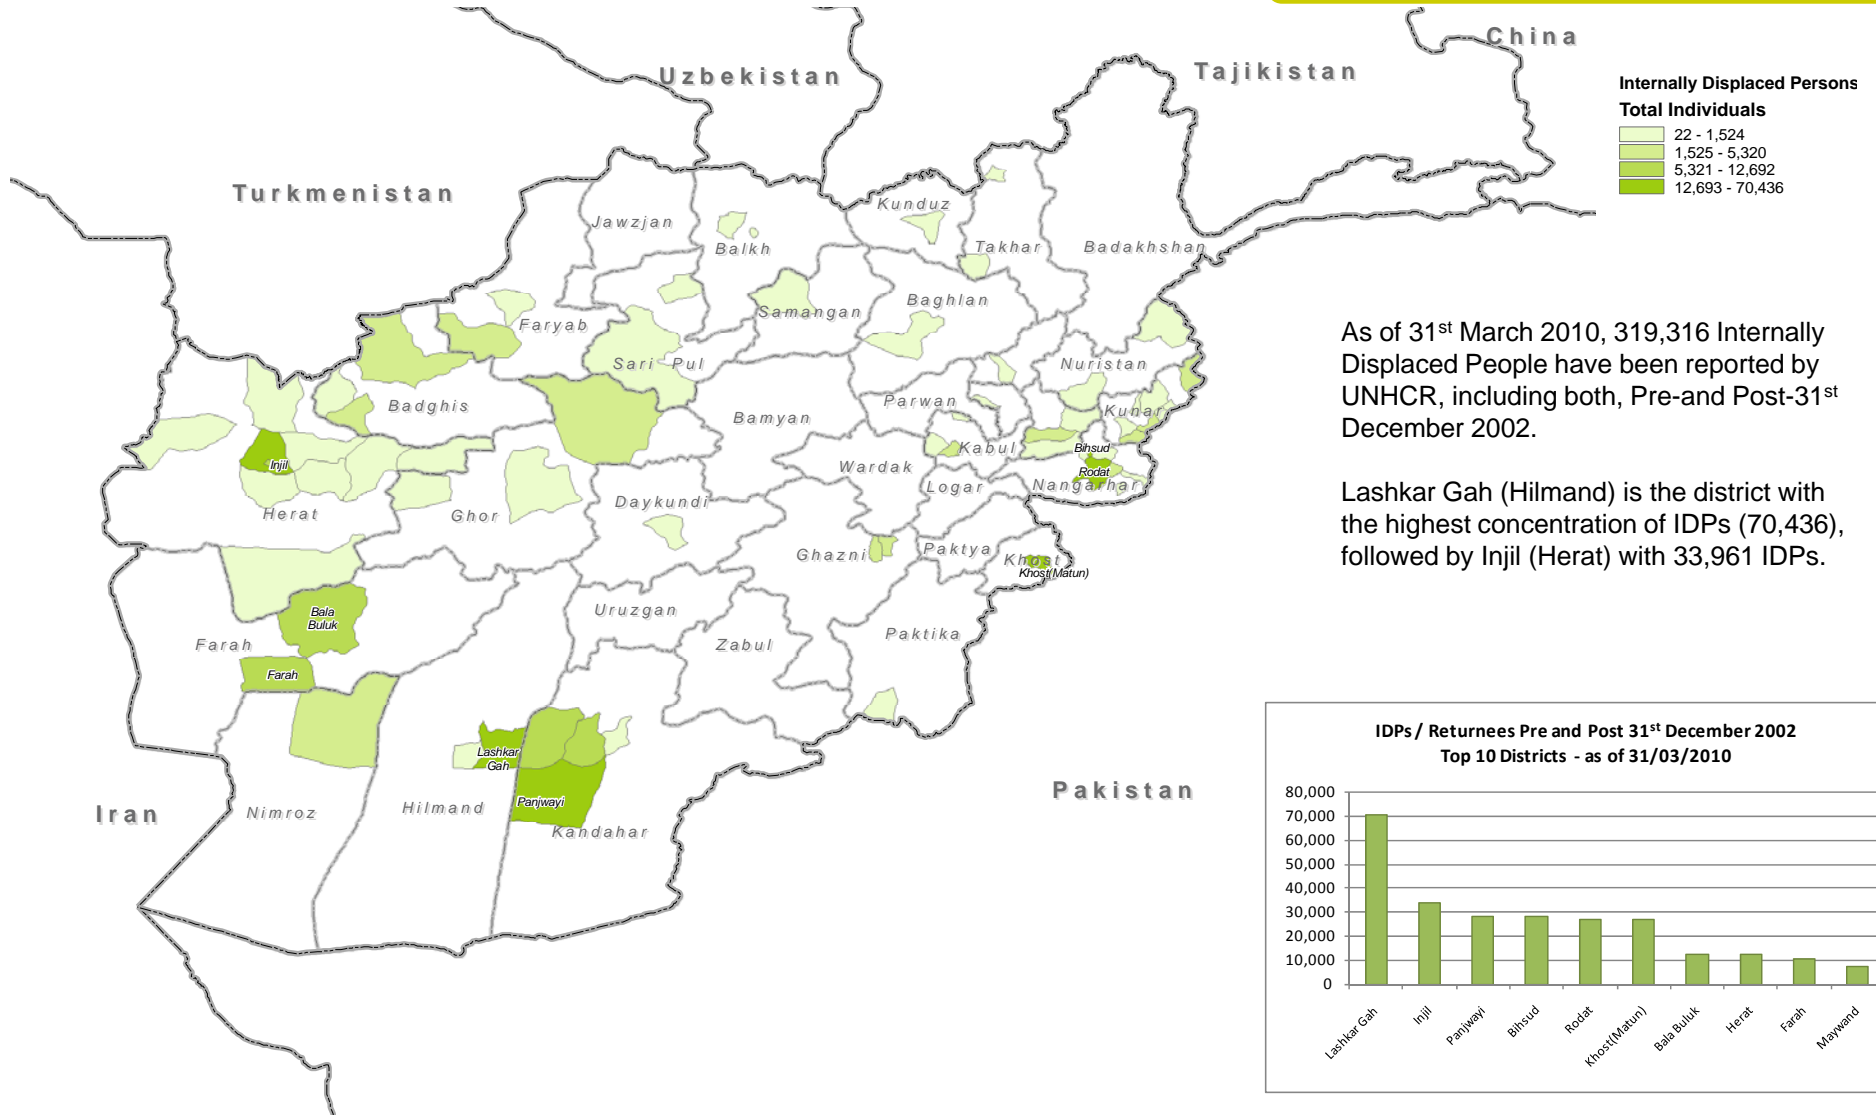 China
Uzbekistan
Tajikistan
Turkmenistan
Iran
Pakistan
Internally Displaced Persons
Total Individuals
22 - 1,524
1,525 - 5,320
5,321 - 12,692
12,693 - 70,436
Jawzjan
Balkh
Kunduz
Takhar
Badakhshan
Faryab
Samangan
Baghlan
Sari Pul
Badghis
Bamyan
Parwan
Nuristan
Kunar
Kabul
Bihsud
Rodat
Nangarhar
Injil
Herat
Ghor
Daykundi
Wardak
Logar
Ghazni
Paktya
Khost
Khost(Matun)
Bala
Buluk
Farah
Farah
Uruzgan
Zabul
Paktika
Lashkar
Gah
Panjwayi
Nimroz
Hilmand
Kandahar
As of 31st March 2010, 319,316 Internally
Displaced People have been reported by
UNHCR, including both, Pre-and Post-31st
December 2002.
Lashkar Gah (Hilmand) is the district with
the highest concentration of IDPs (70,436),
followed by Injil (Herat) with 33,961 IDPs.
IDPs / Returnees Pre and Post 31st December 2002
Top 10 Districts - as of 31/03/2010
80,000
70,000
60,000
50,000
40,000
30,000
20,000
10,000
0
Lashkar Gah
Injil
Panjwayi
Bihsud
Rodat
Khost(Matun)
Bala Buluk
Herat
Farah
Maywand